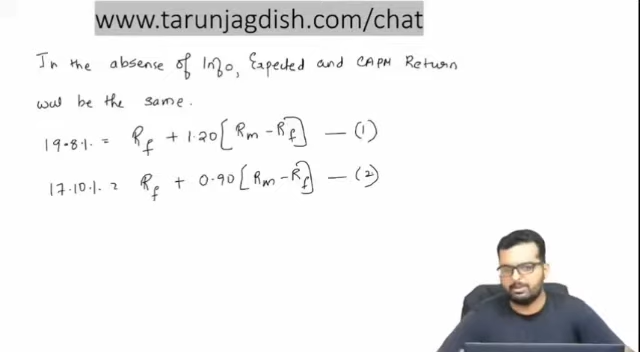 www.tarunjagdish.com/chat
In the absence of Info, Expected and CAPM Return
will be the same.
19.8%. = Rf + 1.20 [Rm - Rf] — (1)
17.10%. = Rf + 0.90 [Rm - Rf] — (2)